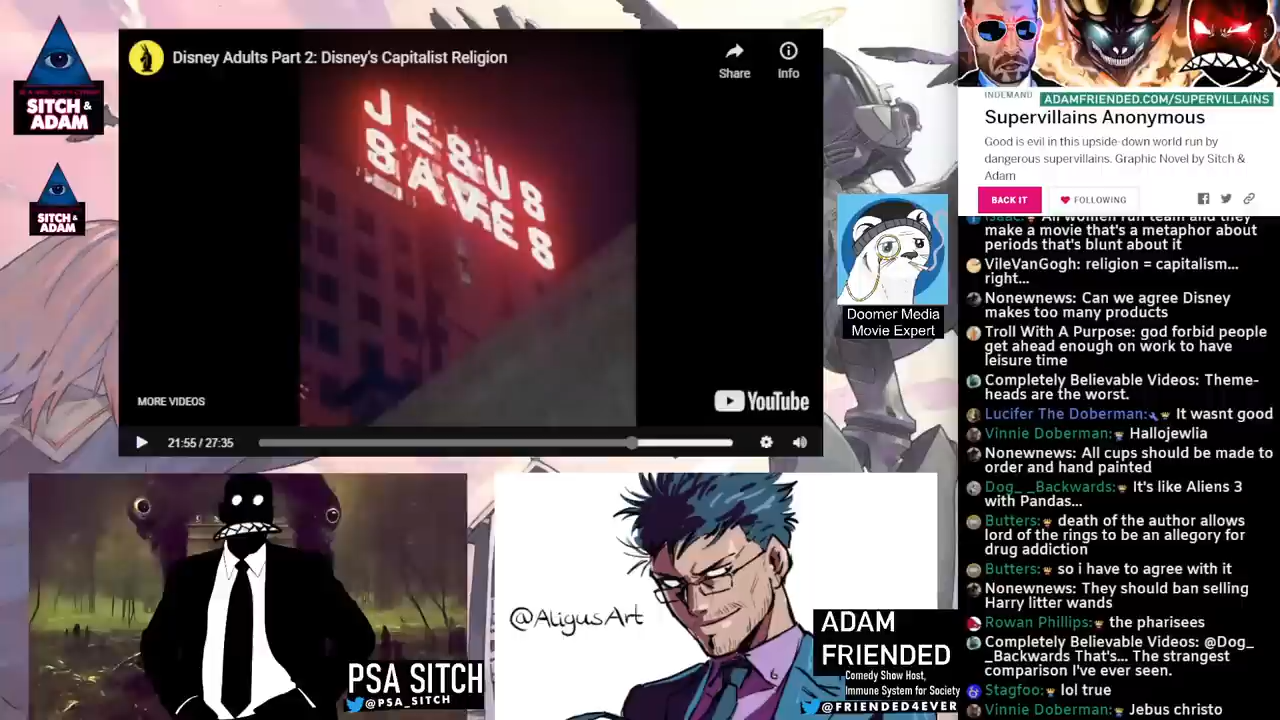 SITCH &
ADAM
SITCH &
ADAM
Disney Adults Part 2: Disney's Capitalist Religion
Share
Info
JESUS
SAVES
MORE VIDEOS
YouTube
21:55 / 27:35
Doomer Media
Movie Expert
INDEMAND
ADAMFRIENDED.COM/SUPERVILLAINS
Supervillains Anonymous
Good is evil in this upside-down world run by
dangerous supervillains. Graphic Novel by Sitch &
Adam
BACK IT
FOLLOWING
Isaac: All women run team and they
make a movie that's a metaphor about
periods that's blunt about it
VileVanGogh: religion = capitalism...
right...
Nonewnews: Can we agree Disney
makes too many products
Troll With A Purpose: god forbid people
get ahead enough on work to have
leisure time
Completely Believable Videos: Theme-
heads are the worst.
Lucifer The Doberman: It wasnt good
Vinnie Doberman: Hallojewlia
Nonewnews: All cups should be made to
order and hand painted
Dog_ _Backwards: It's like Aliens 3
with Pandas...
Butters: death of the author allows
lord of the rings to be an allegory for
drug addiction
Butters: so i have to agree with it
Nonewnews: They should ban selling
Harry litter wands
Rowan Phillips: the pharisees
Completely Believable Videos: @Dog_
_Backwards That's... The strangest
comparison I've ever seen.
Stagfoo: lol true
Vinnie Doberman: Jebus christo
PSA SITCH
@PSA_SITCH
@AligusArt
ADAM
FRIENDED
Comedy Show Host,
Immune System for Society
@FRIENDED4EVER